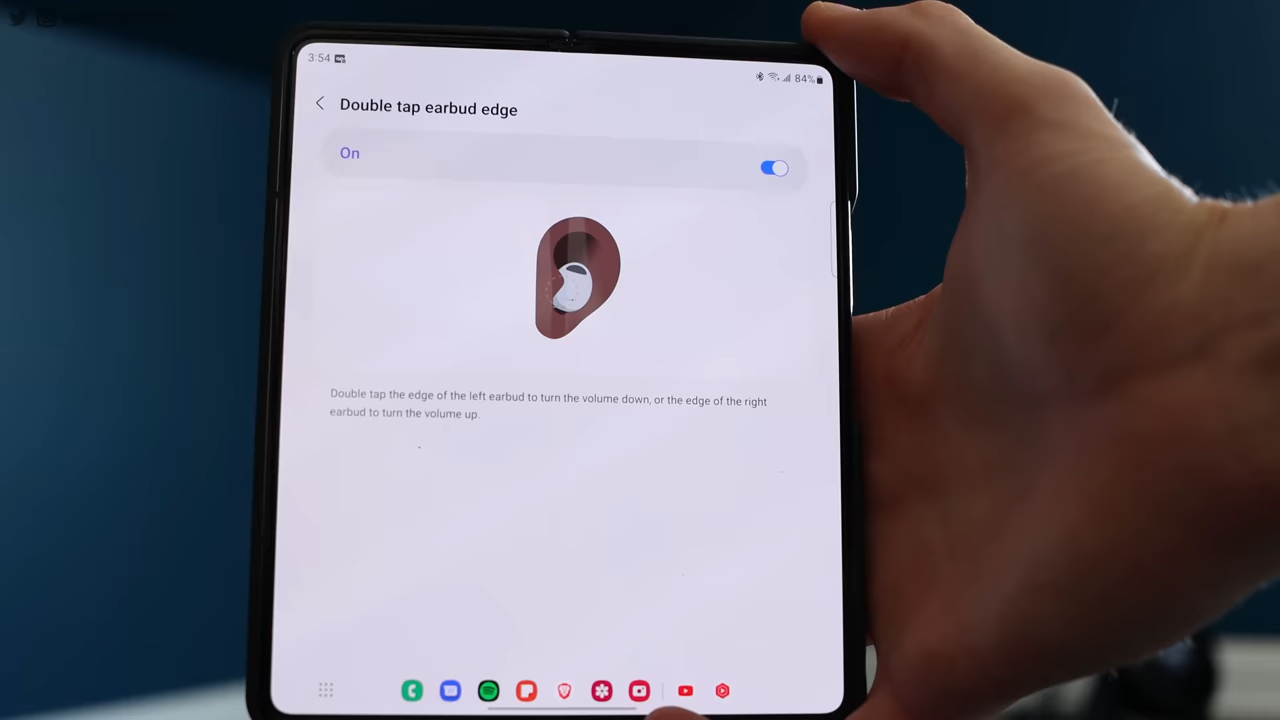 3:54
84%
Double tap earbud edge
On
Double tap the edge of the left earbud to turn the volume down, or the edge of the right
earbud to turn the volume up.